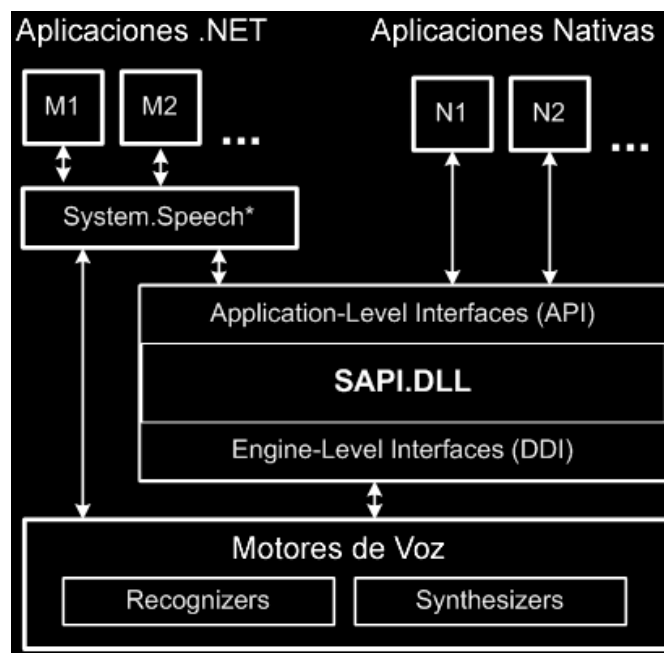 Aplicaciones .NET
Aplicaciones Nativas
M1
M2
...
N1
N2
...
System.Speech*
Application-Level Interfaces (API)
SAPI.DLL
Engine-Level Interfaces (DDI)
Motores de Voz
Recognizers
Synthesizers